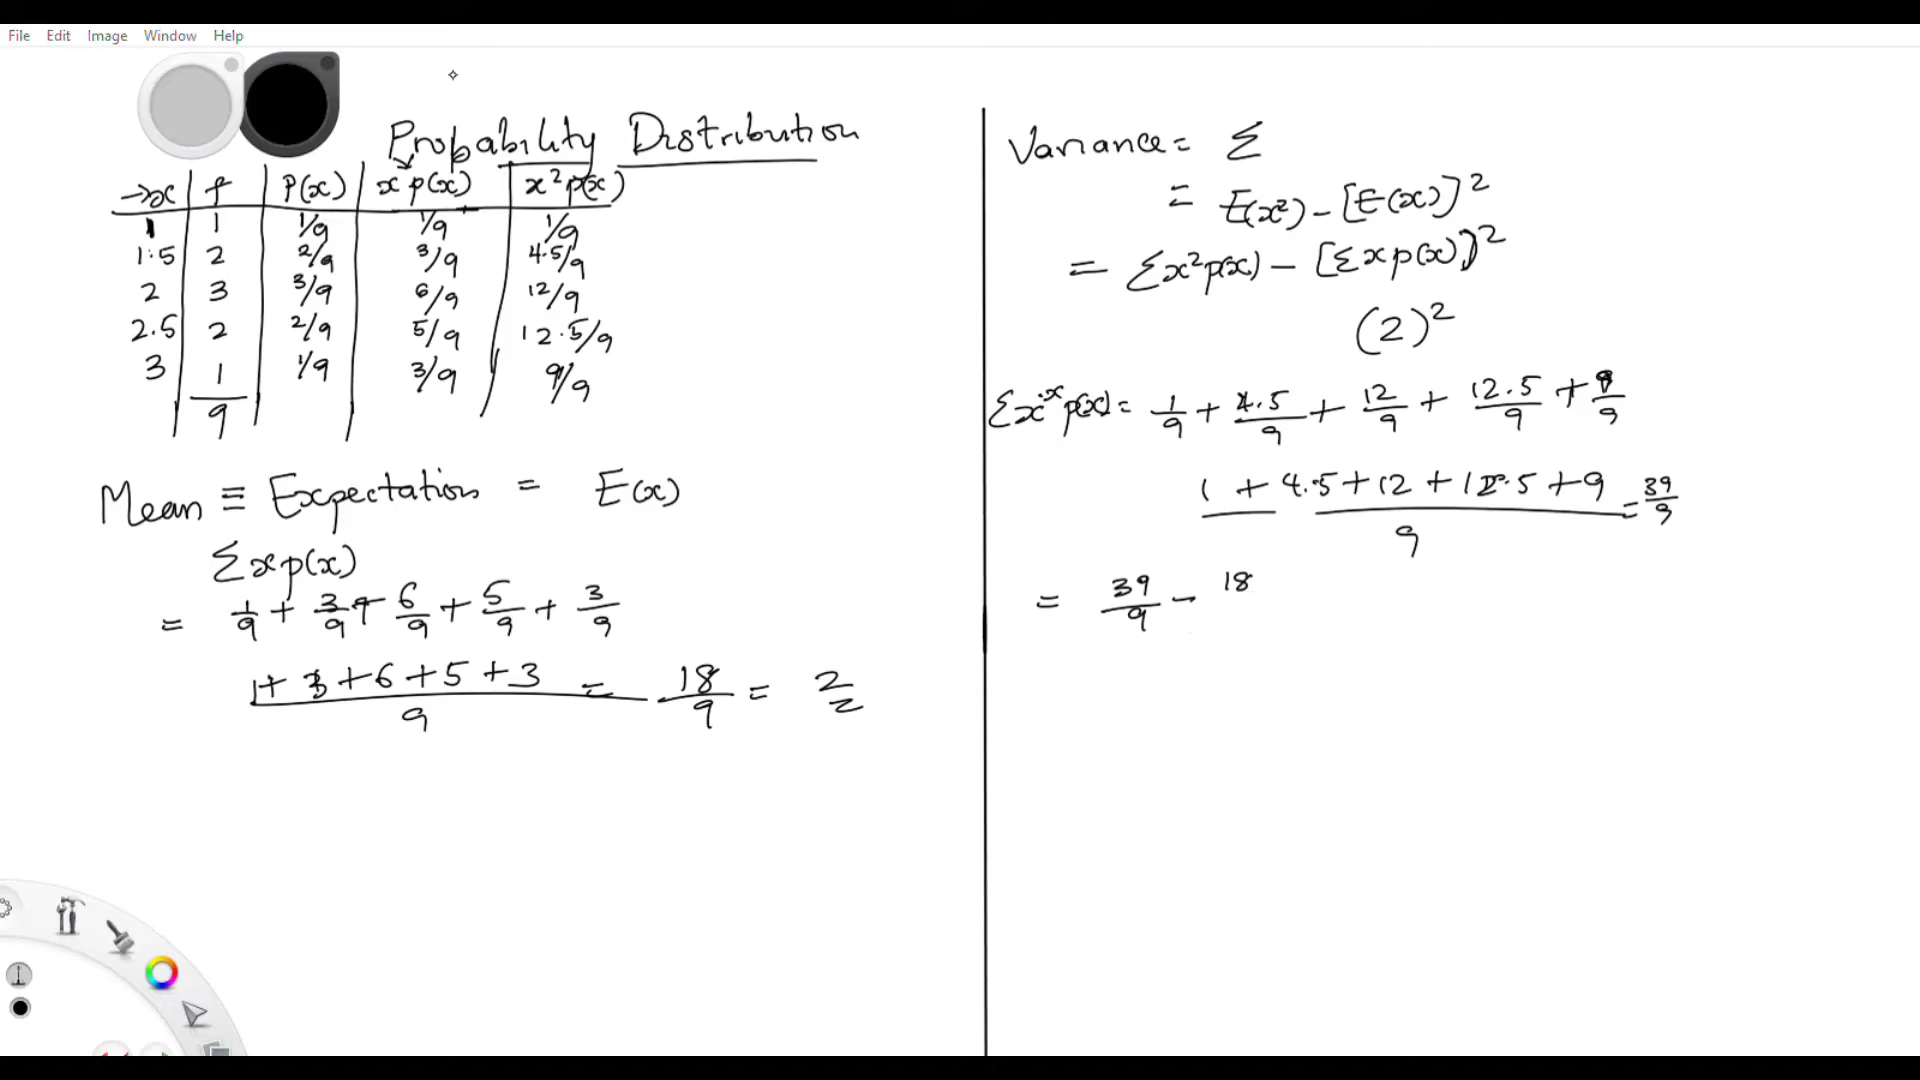 File Edit Image Window Help
Probability Distribution
→x f P(x) x p(x) x²p(x)
1 1 1/9 1/9 1/9
1.5 2 2/9 3/9 4.5/9
2 3 3/9 6/9 12/9
2.5 2 2/9 5/9 12.5/9
3 1 1/9 3/9 9/9
9
Mean ≡ Expectation = E(x)
Σxp(x)
= 1/9 + 3/9 + 6/9 + 5/9 + 3/9
1 + 3 + 6 + 5 + 3 / 9 = 18/9 = 2
Variance = Σ
= E(x²) - [E(x)]²
= Σx²p(x) - [Σxp(x)]²
(2)²
Σx p(x) = 1/9 + 4.5/9 + 12/9 + 12.5/9 + 9/9
1 + 4.5 + 12 + 12.5 + 9 / 9 = 39/9
= 39/9 - 18